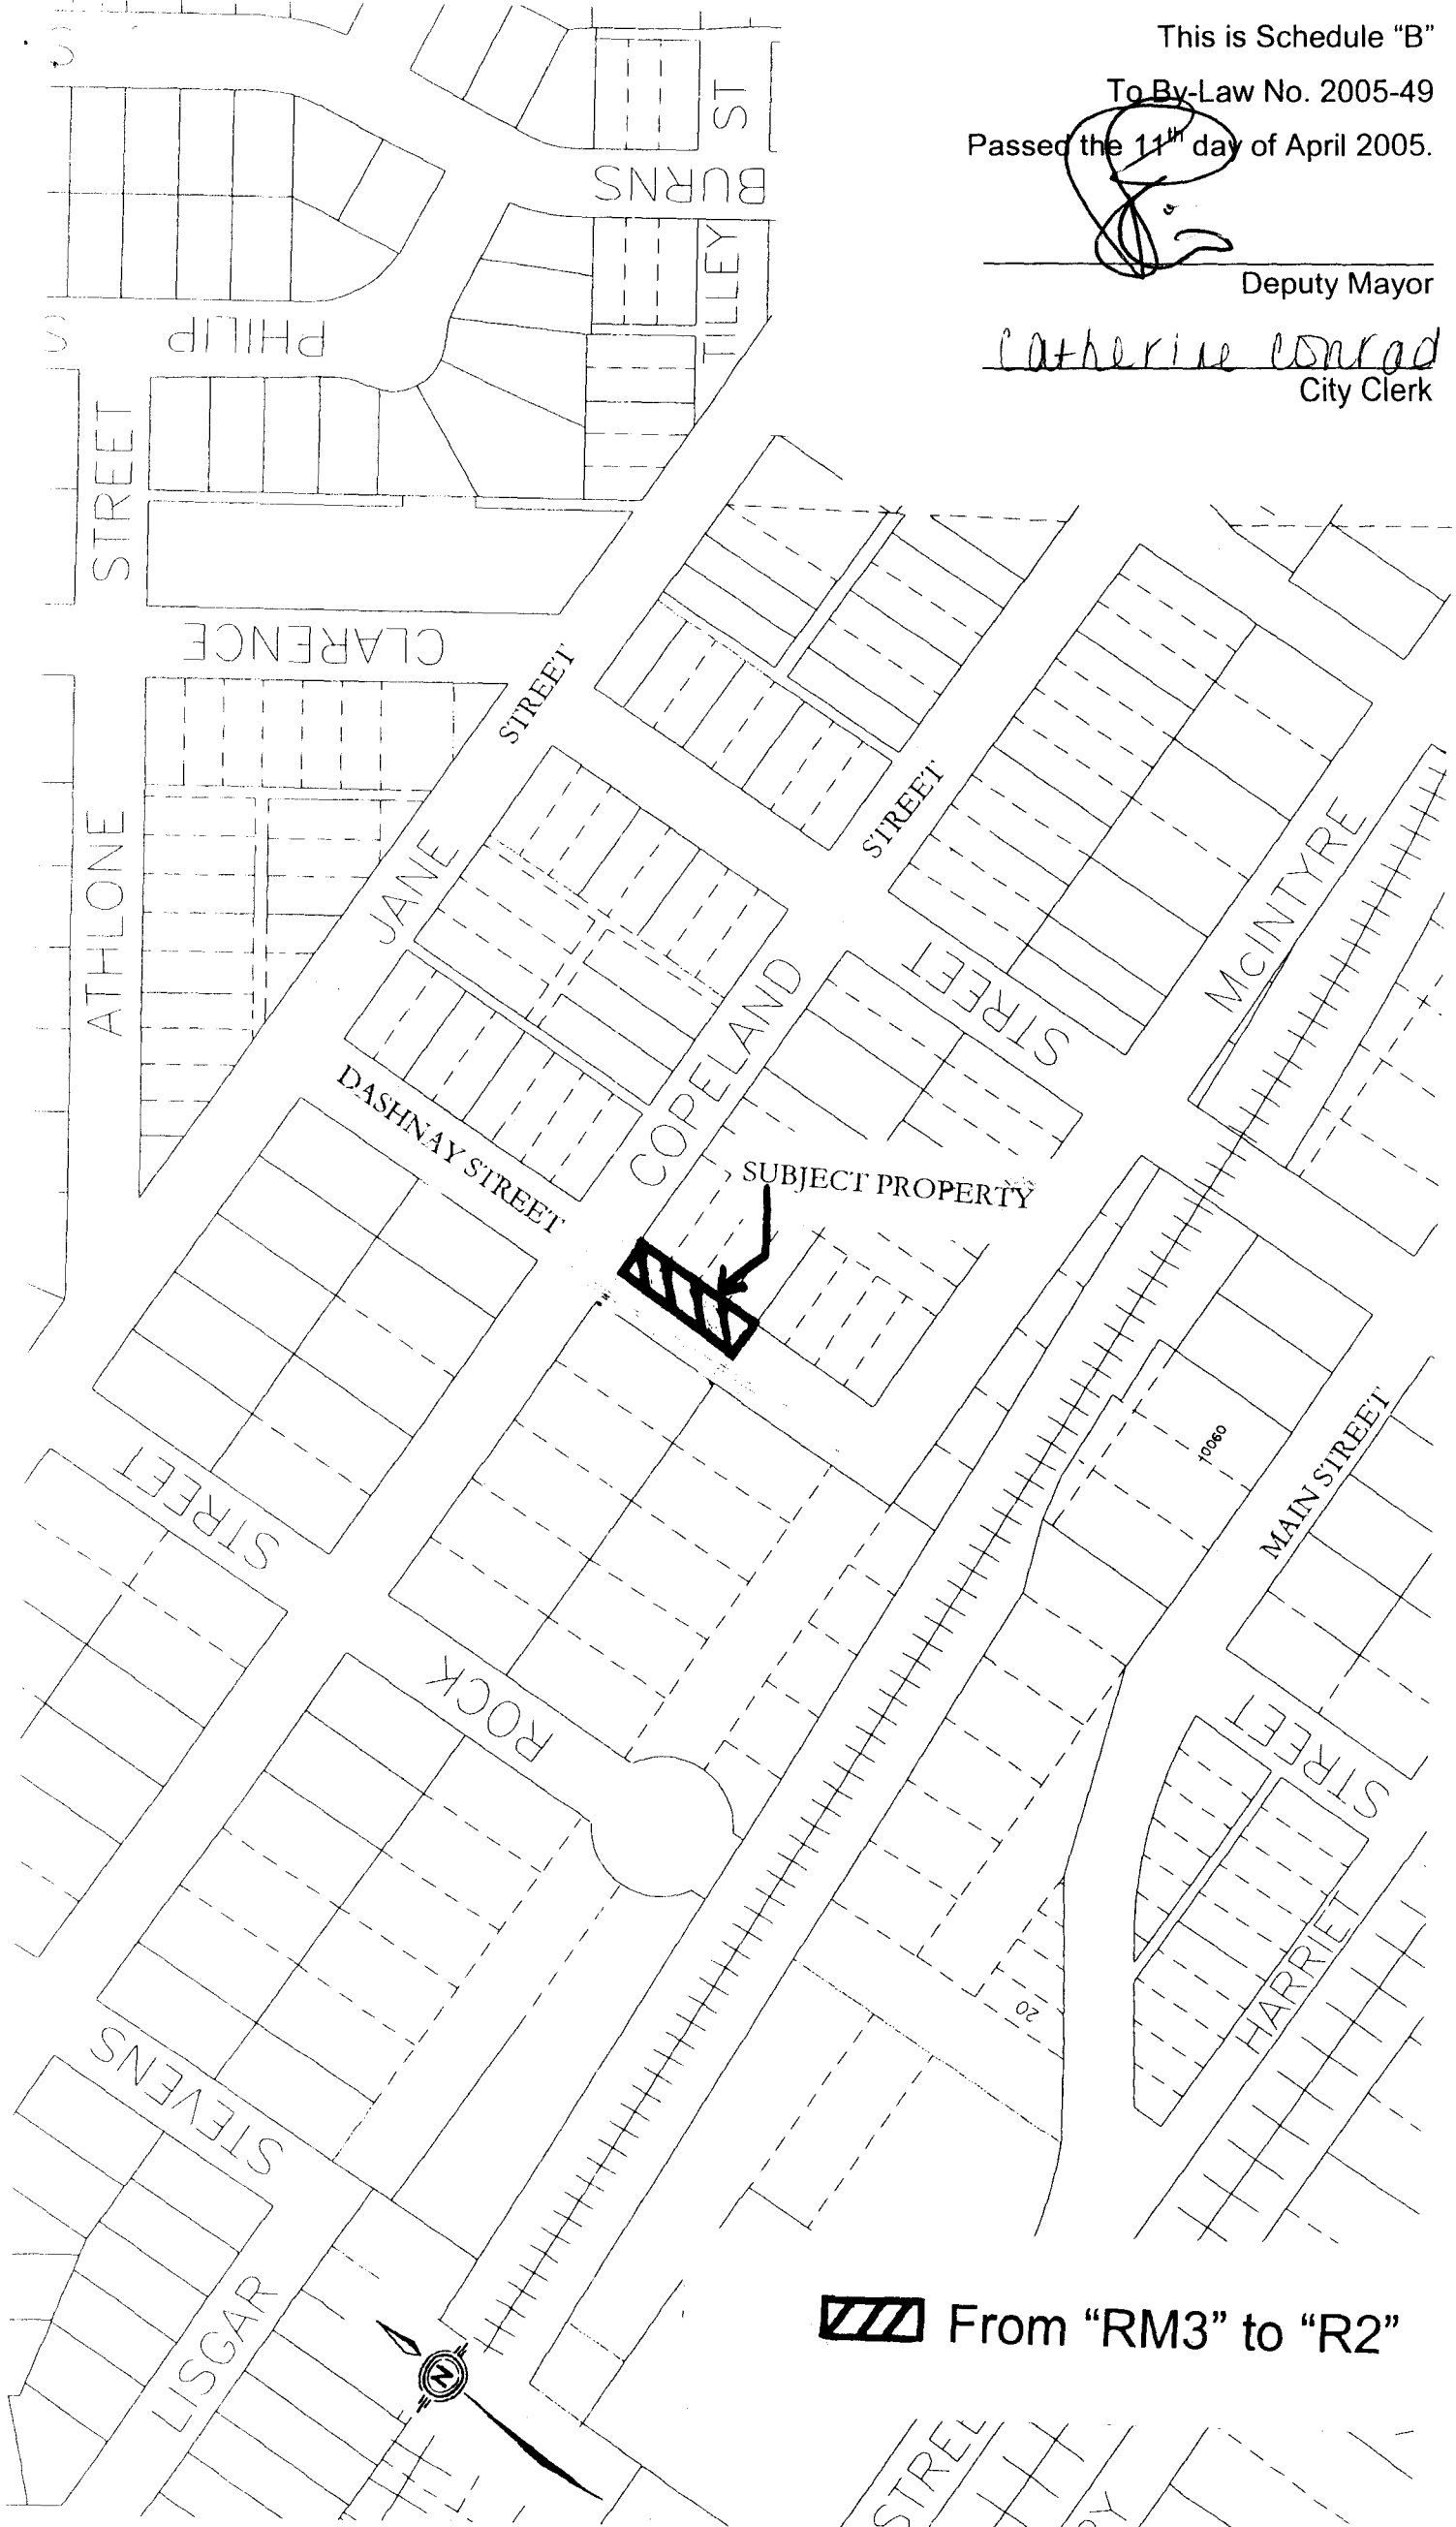 This is Schedule “B”
To By-Law No. 2005-49
Passed the 11th day of April 2005.
Deputy Mayor
Catherine Conrad
City Clerk
ST
BURNS
TILLEY
PHILIP
STREET
CLARENCE
STREET
STREET
ATHLONE
JANE
McINTYRE
STREET
COPELAND
DASHNAY STREET
SUBJECT PROPERTY
10060
MAIN STREET
STREET
ROCK
STREET
HARRIET
20
STEVENS
LISGAR
N
From “RM3” to “R2”